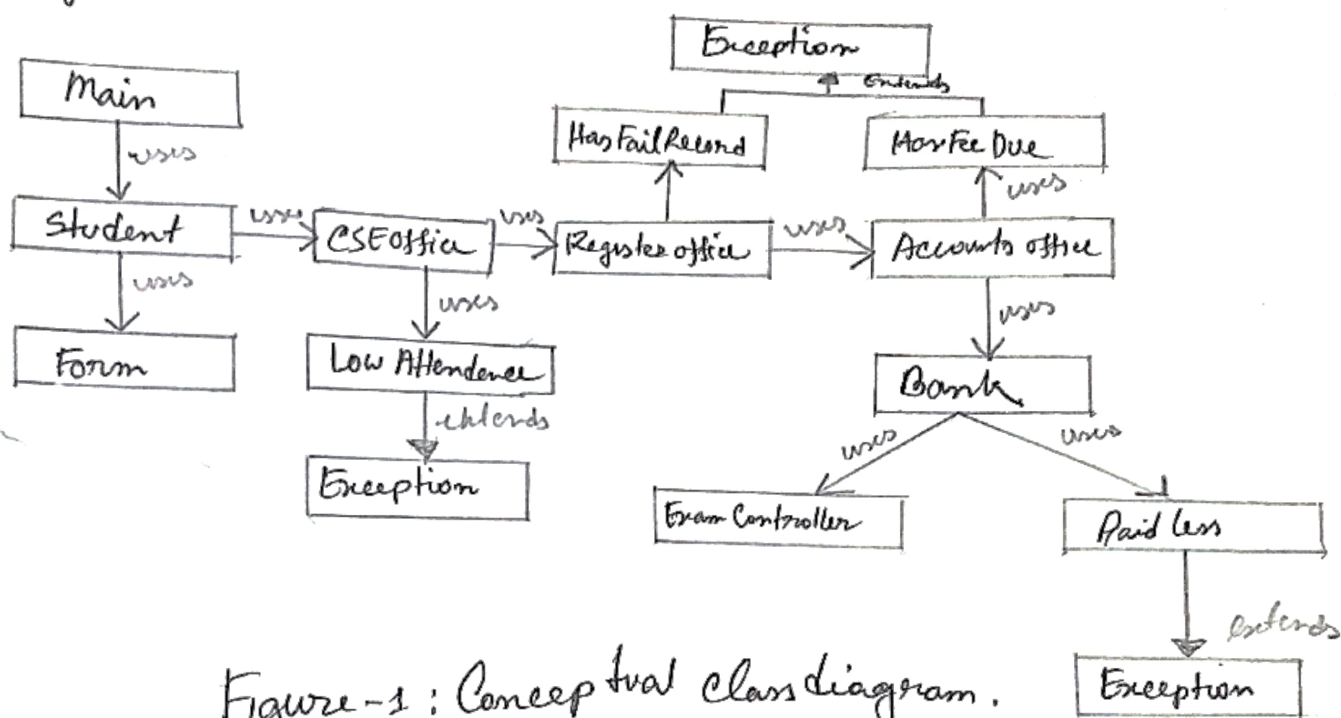 Exception
extends
Main
HasFailRecord
HasFee Due
uses
uses
Student
uses
CSEoffice
uses
Register office
uses
Accounts office
uses
uses
uses
Form
Low Attendence
Bank
extends
uses
uses
Exception
Exam Controller
Paid less
extends
Figure-1: Conceptual class diagram.
Exception